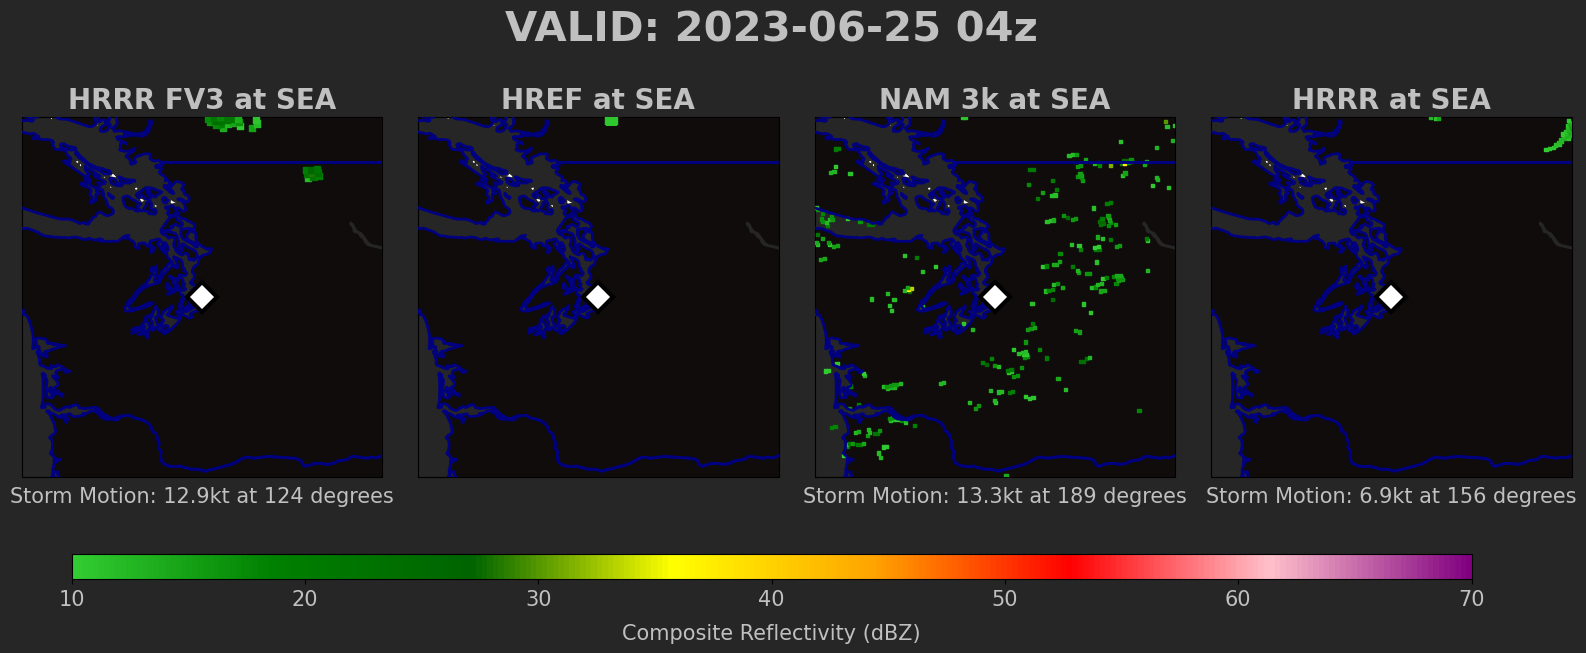 VALID: 2023-06-25 04z
HRRR FV3 at SEA
HREF at SEA
NAM 3k at SEA
HRRR at SEA
Storm Motion: 12.9kt at 124 degrees
Storm Motion: 13.3kt at 189 degrees
Storm Motion: 6.9kt at 156 degrees
10 20 30 40 50 60 70
Composite Reflectivity (dBZ)